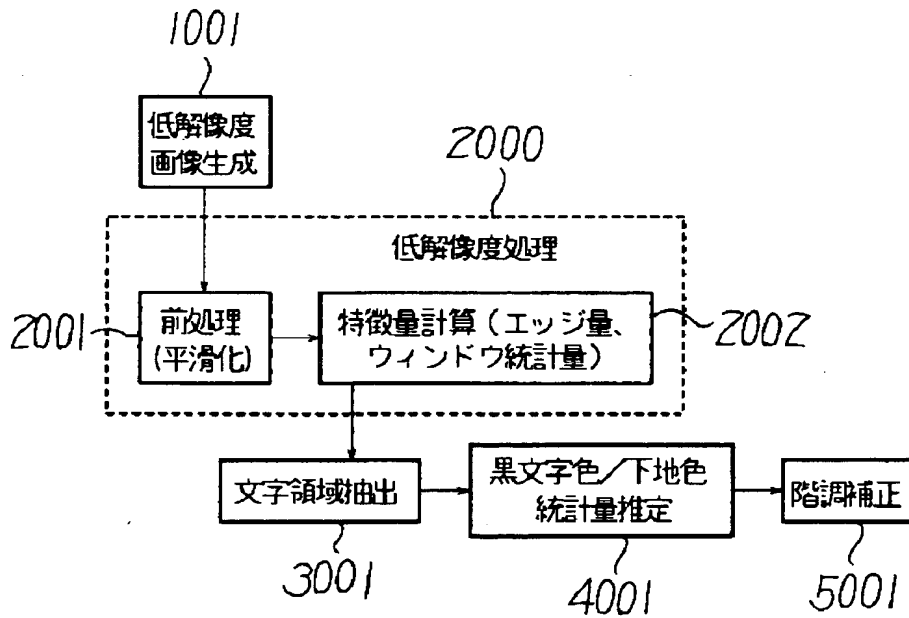 1001
低解像度
画像生成
2000
低解像度処理
2001
前処理
(平滑化)
特徴量計算（エッジ量、
ウィンドウ統計量）
2002
文字領域抽出
黒文字色／下地色
統計量推定
階調補正
3001
4001
5001